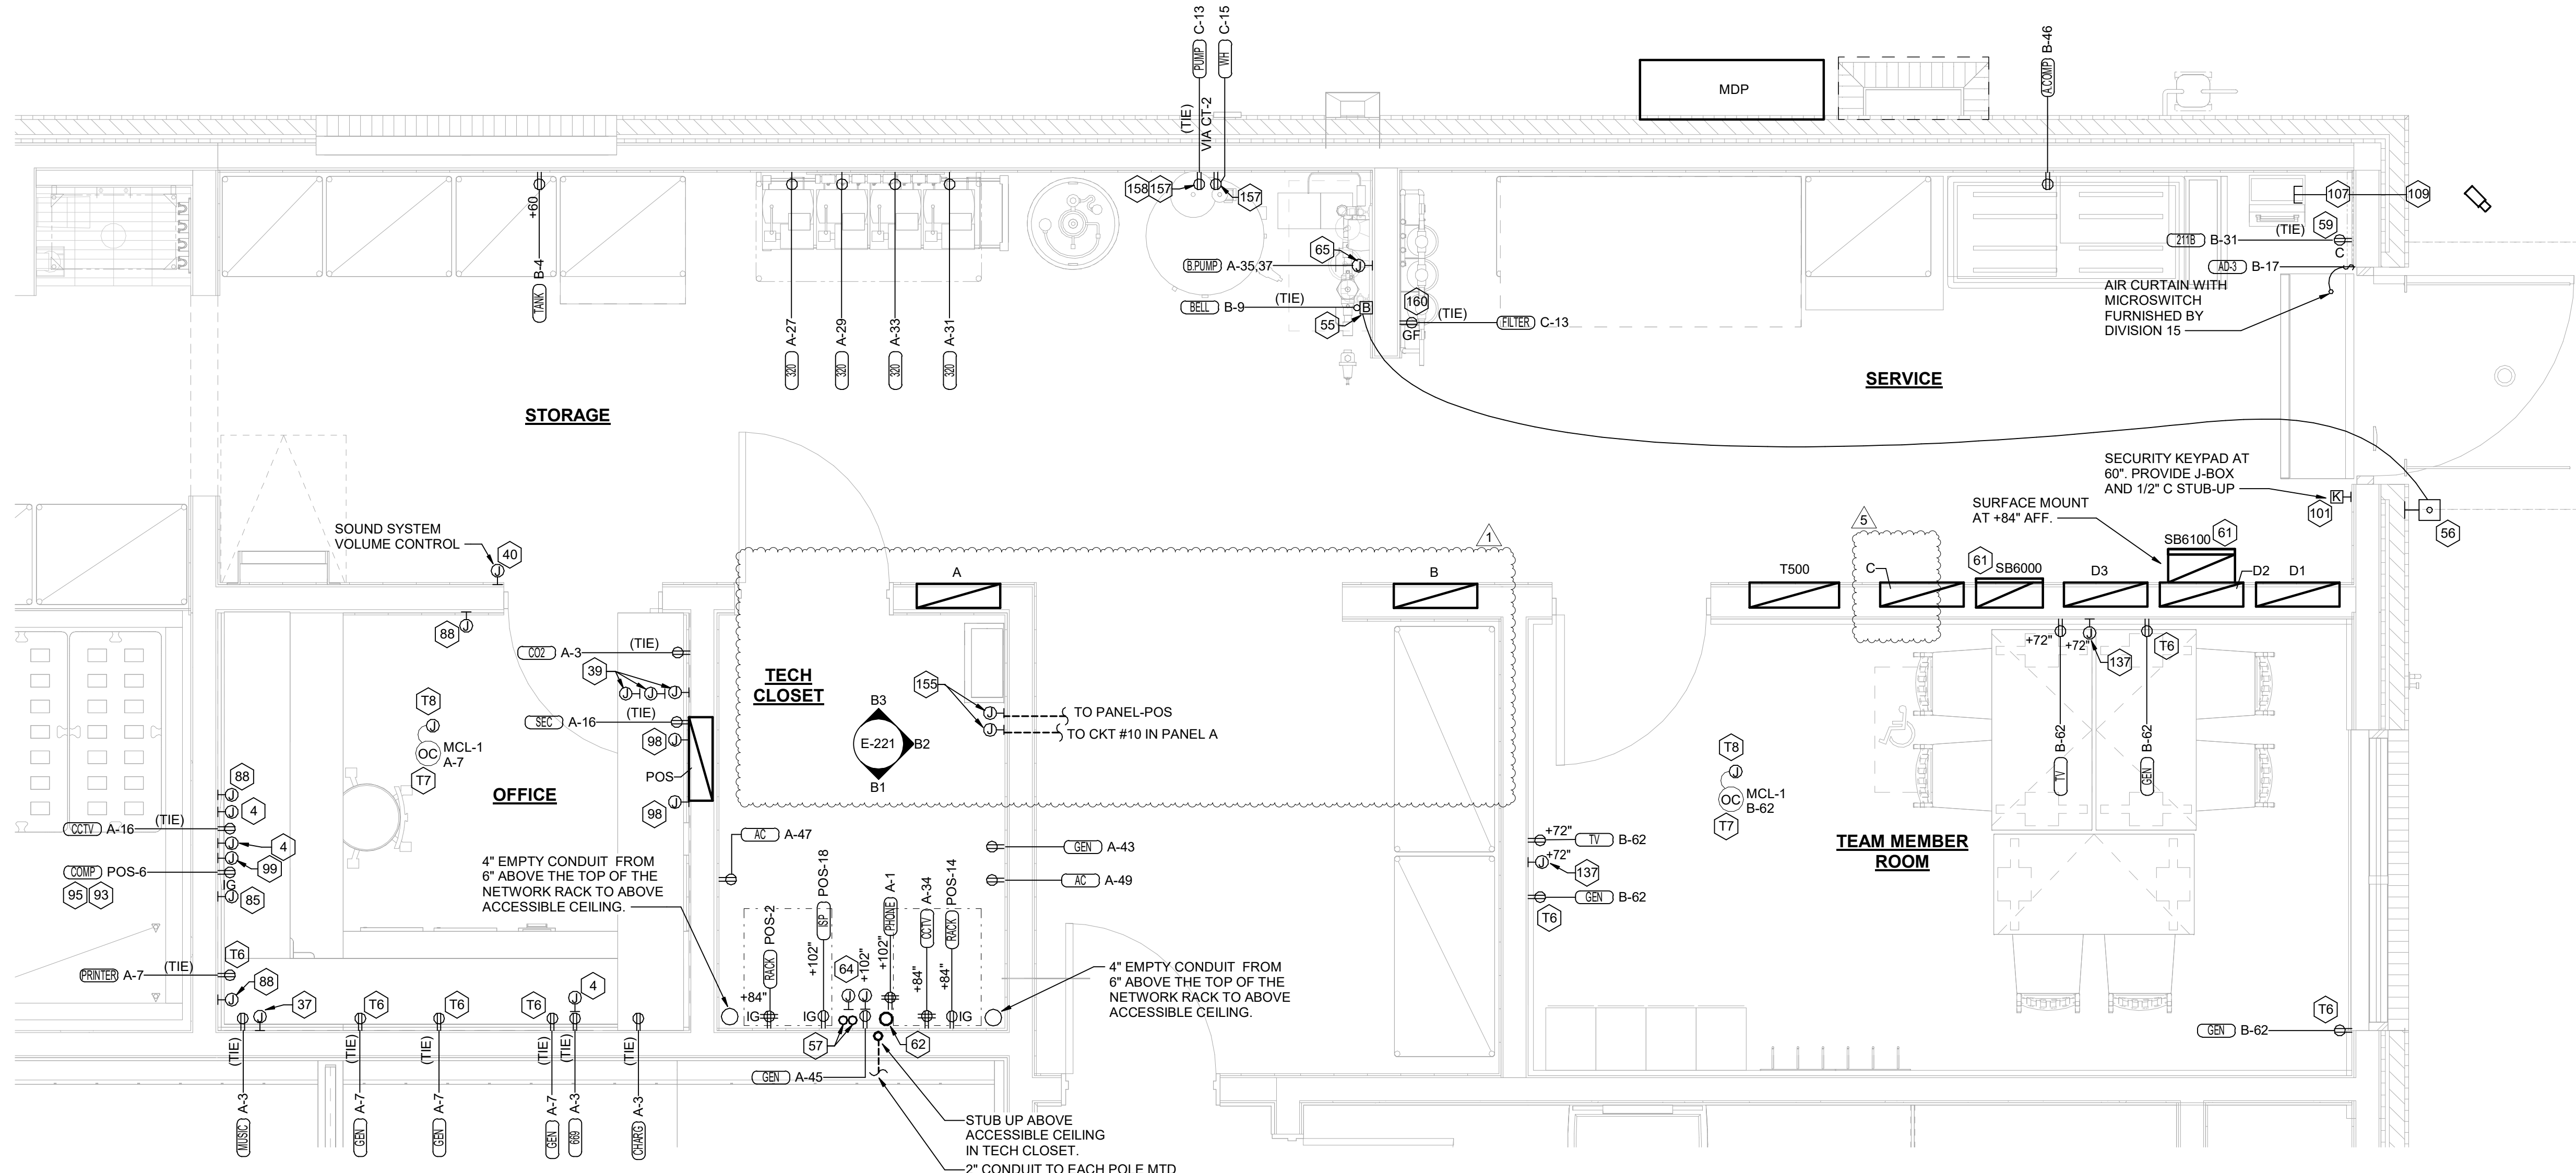 PUMP C-13
WH C-15
(TIE)
VIA CT-2
MDP
A.COMP B-46
158
157
157
107
109
59
(TIE)
211B B-31
C
AD-3 B-17
AIR CURTAIN WITH
MICROSWITCH
FURNISHED BY
DIVISION 15
+60
TANK B-4
320 A-27
320 A-29
320 A-33
320 A-31
65
B.PUMP A-35,37
J
BELL B-9
(TIE)
B
55
160
(TIE)
FILTER C-13
GF
SERVICE
STORAGE
SECURITY KEYPAD AT
60". PROVIDE J-BOX
AND 1/2" C STUB-UP
K
101
56
SURFACE MOUNT
AT +84" AFF.
SOUND SYSTEM
VOLUME CONTROL
40
J
1
5
SB6100
61
A
B
T500
C
61
SB6000
D3
D2
D1
88
J
CO2 A-3
(TIE)
39
J
J
J
SEC A-16
(TIE)
98
J
POS
98
J
T8
J
OC
MCL-1
A-7
T7
OFFICE
TECH
CLOSET
155
J
J
TO PANEL-POS
TO CKT #10 IN PANEL A
B3
E-221
B2
B1
+72"
+72"
J
137
T6
TV B-62
GEN B-62
T8
J
OC
MCL-1
B-62
T7
TEAM MEMBER
ROOM
88
J
4
J
CCTV A-16
(TIE)
J
4
J
99
COMP POS-6
IG
95
93
J
85
T6
PRINTER A-7
(TIE)
88
J
37
J
T6
T6
T6
4
J
AC A-47
GEN A-43
AC A-49
4" EMPTY CONDUIT FROM
6" ABOVE THE TOP OF THE
NETWORK RACK TO ABOVE
ACCESSIBLE CEILING.
RACK POS-2
+84"
IG
ISP POS-18
+102"
IG
64
J
J
+102"
PHONE A-1
+102"
CCTV A-34
+84"
RACK POS-14
+84"
IG
57
62
GEN A-45
4" EMPTY CONDUIT FROM
6" ABOVE THE TOP OF THE
NETWORK RACK TO ABOVE
ACCESSIBLE CEILING.
+72"
TV B-62
+72"
J
137
GEN B-62
T6
T6
GEN B-62
(TIE)
MUSIC A-3
(TIE)
GEN A-7
(TIE)
GEN A-7
(TIE)
GEN A-7
(TIE)
669 A-3
(TIE)
CHARG A-3
STUB UP ABOVE
ACCESSIBLE CEILING
IN TECH CLOSET.
2" CONDUIT TO EACH POLE MTD